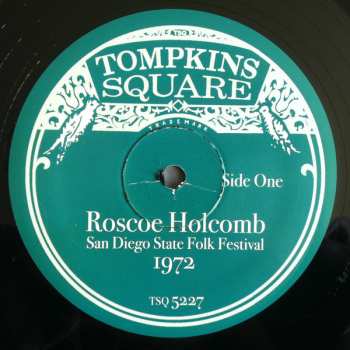 TOMPKINS
SQUARE
TRADEMARK
Side One
Roscoe Holcomb
San Diego State Folk Festival
1972
TSQ 5227